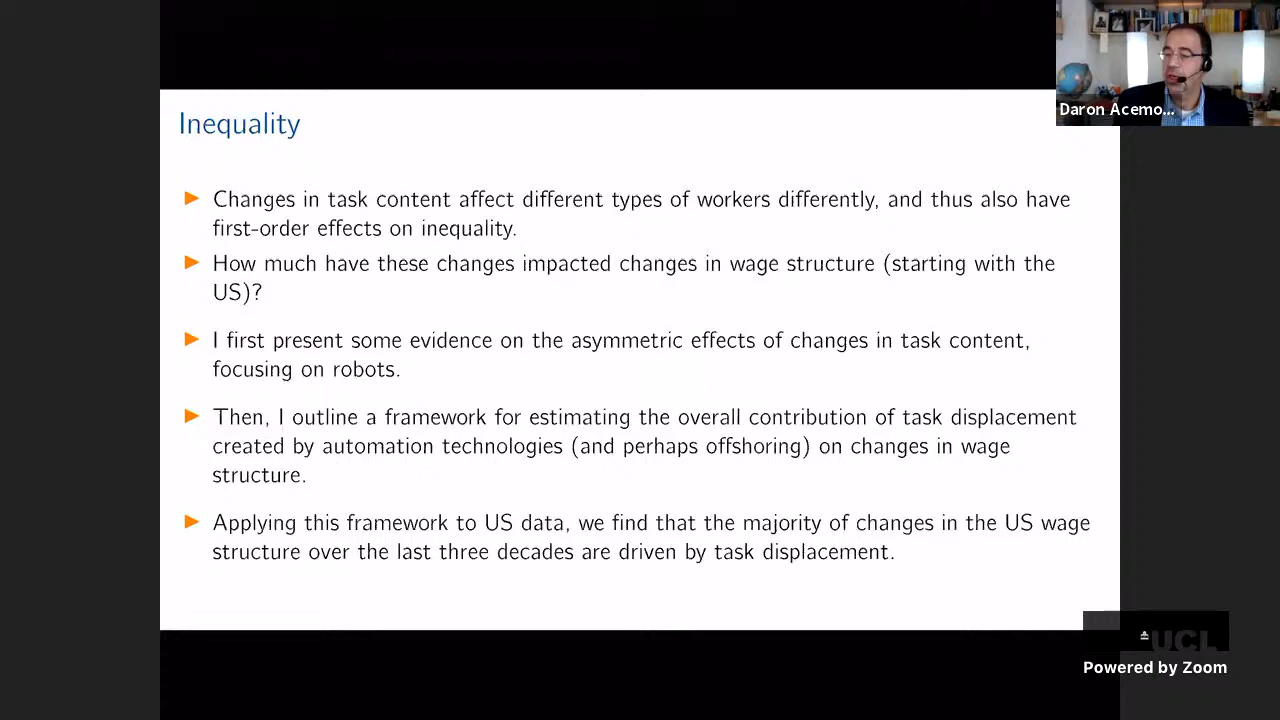 Inequality
Changes in task content affect different types of workers differently, and thus also have
first-order effects on inequality.
How much have these changes impacted changes in wage structure (starting with the
US)?
I first present some evidence on the asymmetric effects of changes in task content,
focusing on robots.
Then, I outline a framework for estimating the overall contribution of task displacement
created by automation technologies (and perhaps offshoring) on changes in wage
structure.
Applying this framework to US data, we find that the majority of changes in the US wage
structure over the last three decades are driven by task displacement.
Daron Acemo...
UCL
Powered by Zoom